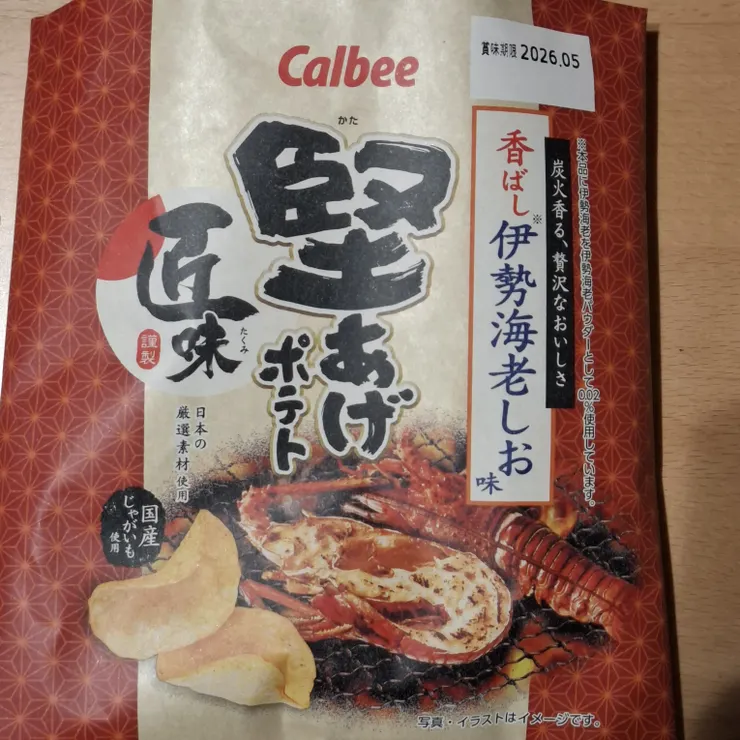 Calbee
賞味期限 2026.05
※本品に伊勢海老を伊勢海老パウダーとして0.02%使用しています。
炭火香る、贅沢なおいしさ
香ばし
伊勢海老しお味
※
かた
堅あげ
ポテト
匠味
たくみ
謹製
日本の
厳選素材使用
国産
じゃがいも
使用
写真・イラストはイメージです。